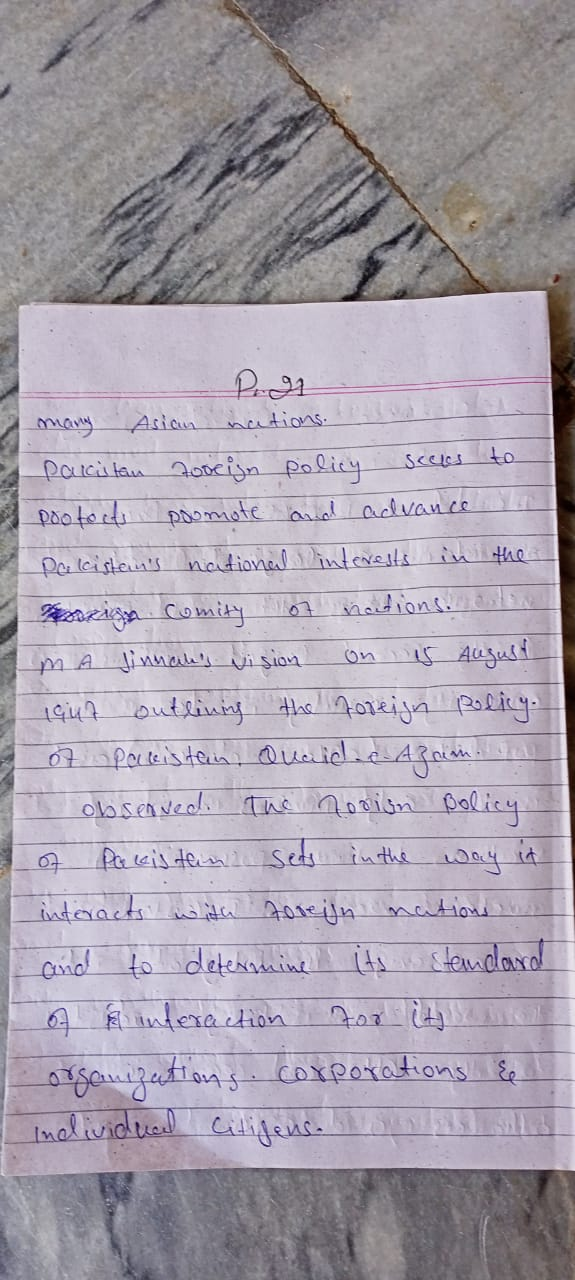 P. 21
many Asian nations.
Pakistan foreign policy seeks to
pootects poomote and advance
Pakistan's national interests in the
comity of nations.
M A Jinnah's vision on 15 August
1947 outlining the foreign policy.
of Pakistan. Quaid-e-Azam.
observed. The foreign Policy
of Pakistan sets in the way it
interacts with foreign nations
and to determine its standard
of interaction for its
organizations. corporations &
individual citizens.